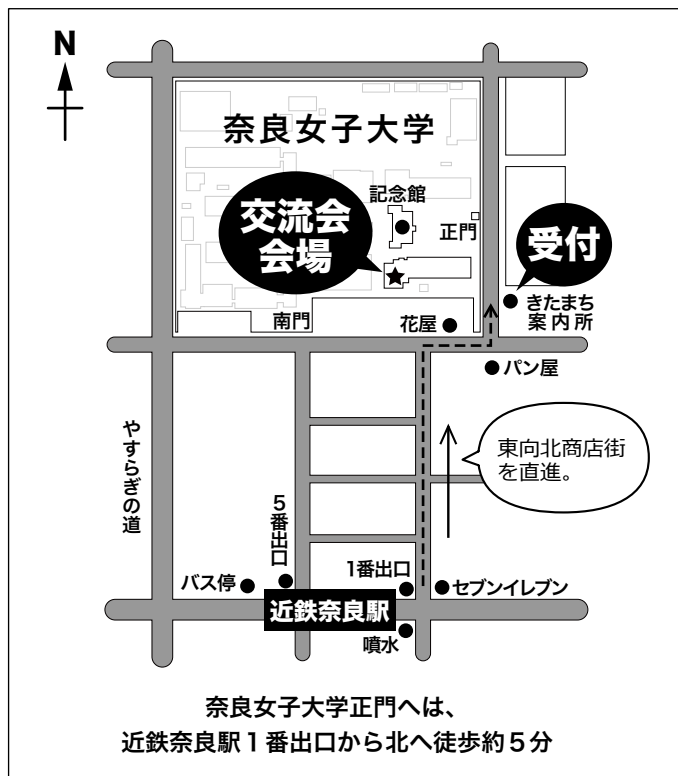 N
奈良女子大学
記念館
交流会
会場
正門
受付
きたまち
案内所
南門
花屋
パン屋
やすらぎの道
東向北商店街
を直進。
5番出口
バス停
1番出口
セブンイレブン
近鉄奈良駅
噴水
奈良女子大学正門へは、
近鉄奈良駅1番出口から北へ徒歩約5分